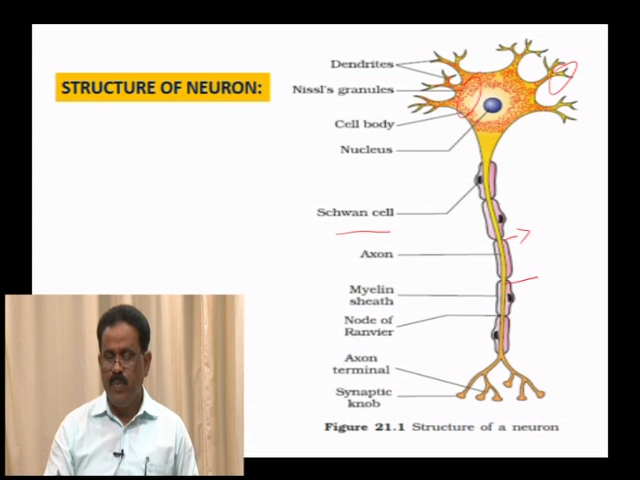 STRUCTURE OF NEURON:
Dendrites
Nissl's granules
Cell body
Nucleus
Schwan cell
Axon
Myelin
sheath
Node of
Ranvier
Axon
terminal
Synaptic
knob
Figure 21.1 Structure of a neuron